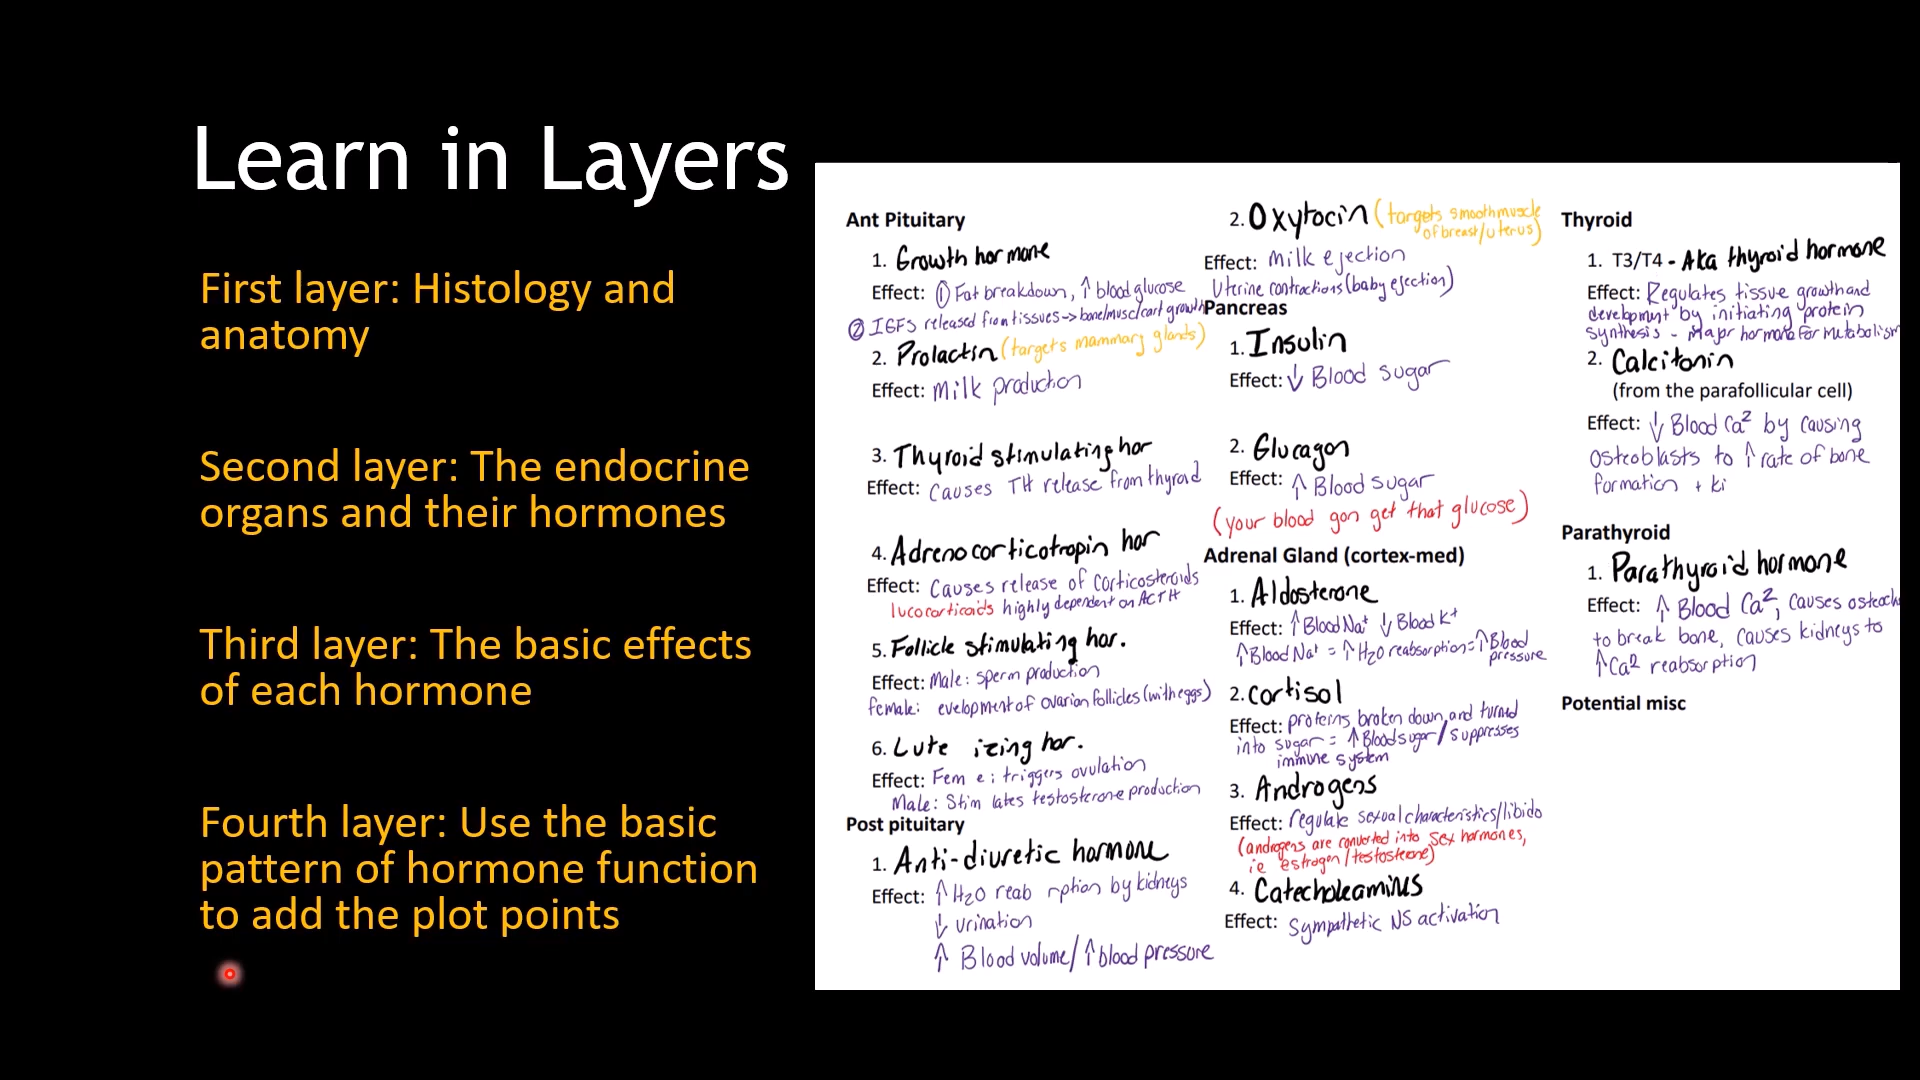 Learn in Layers
First layer: Histology and
anatomy
Second layer: The endocrine
organs and their hormones
Third layer: The basic effects
of each hormone
Fourth layer: Use the basic
pattern of hormone function
to add the plot points
Ant Pituitary
1. Growth hormone
Effect: ① Fat breakdown, ↑ blood glucose
② IGFs released from tissues->bone/musc/cart growth
2. Prolactin (targets mammary glands)
Effect: Milk production
3. Thyroid stimulating hor
Effect: Causes TH release from thyroid
4. Adrenocorticotropin hor
Effect: Causes release of corticosteroids
lucocorticoids highly dependent on ACTH
5. Follicle stimulating hor.
Effect: Male: sperm production
female: evelopment of ovarian follicles (with eggs)
6. Lute izing hor.
Effect: Fem e: triggers ovulation
Male: Stim lates testosterone production
Post pituitary
1. Anti-diuretic hormone
Effect: ↑ H2O reab rption by kidneys
↓ urination
↑ Blood volume/↑ blood pressure
2. Oxytocin (targets smooth muscle
of breast/uterus)
Effect: Milk ejection
Uterine contractions (baby ejection)
Pancreas
1. Insulin
Effect: ↓ Blood sugar
2. Glucagon
Effect: ↑ Blood sugar
(your blood gon get that glucose)
Adrenal Gland (cortex-med)
1. Aldosterone
Effect: ↑ Blood Na+ ↓ Blood K+
↑ Blood Na+ = ↑ H2O reabsorption = ↑ Blood
pressure
2. cortisol
Effect: proteins broken down and turned
into sugar = ↑ Blood sugar/suppresses
immune system
3. Androgens
Effect: regulate sexual characteristics/libido
(androgens are converted into sex hormones,
ie estrogen/testosterone)
4. Catecholeamines
Effect: Sympathetic NS activation
Thyroid
1. T3/T4 - Aka thyroid hormone
Effect: Regulates tissue growth and
development by initiating protein
synthesis - major hormone for metabolism
2. Calcitonin
(from the parafollicular cell)
Effect: ↓ Blood Ca2 by causing
Osteoblasts to ↑ rate of bone
formation + ki
Parathyroid
1. Parathyroid hormone
Effect: ↑ Blood Ca2, causes osteocl
to break bone, causes kidneys to
↑ Ca2 reabsorption
Potential misc